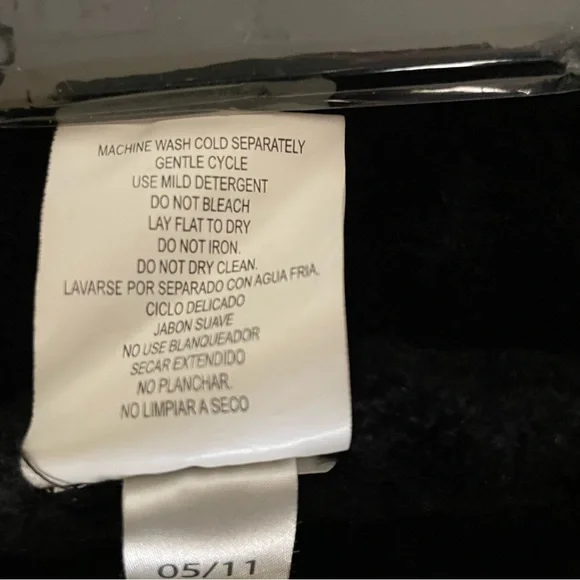 MACHINE WASH COLD SEPARATELY
GENTLE CYCLE
USE MILD DETERGENT
DO NOT BLEACH
LAY FLAT TO DRY
DO NOT IRON.
DO NOT DRY CLEAN.
LAVARSE POR SEPARADO CON AGUA FRIA.
CICLO DELICADO
JABON SUAVE
NO USE BLANQUEADOR
SECAR EXTENDIDO
NO PLANCHAR.
NO LIMPIAR A SECO
05/11